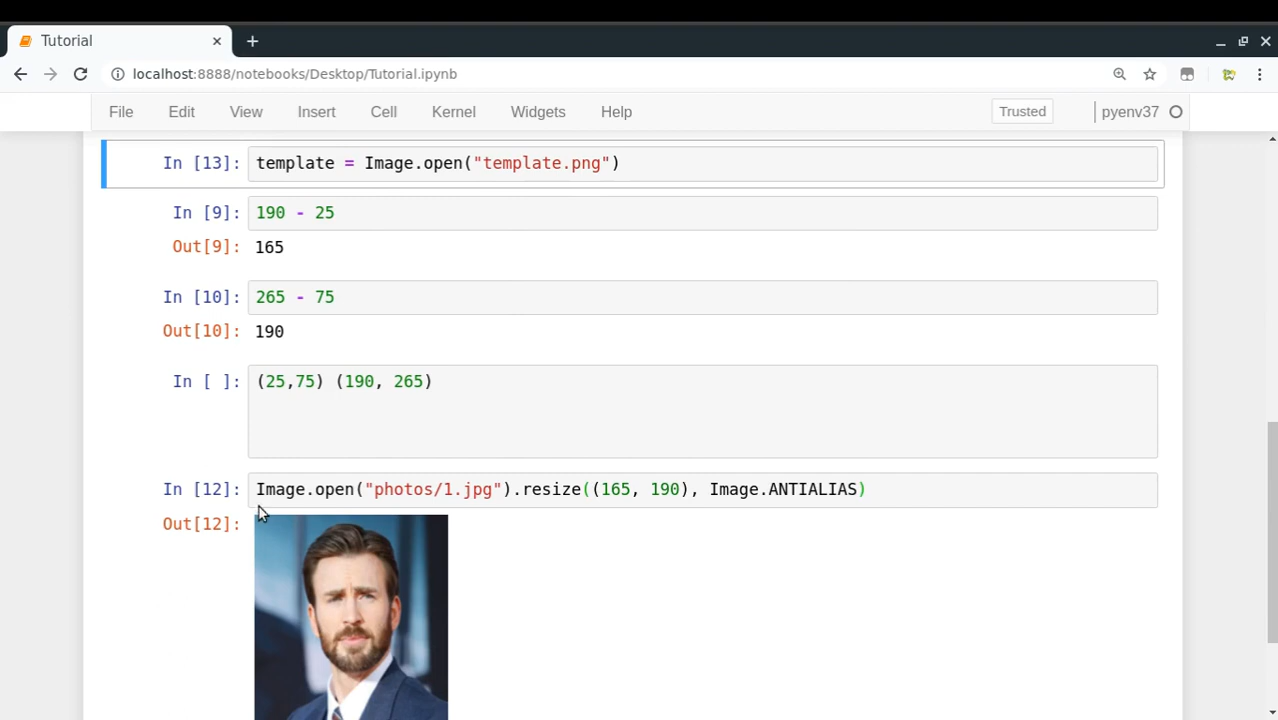 Tutorial
localhost:8888/notebooks/Desktop/Tutorial.ipynb
File Edit View Insert Cell Kernel Widgets Help Trusted pyenv37
In [13]: template = Image.open("template.png")
In [9]: 190 - 25
Out[9]: 165
In [10]: 265 - 75
Out[10]: 190
In [ ]: (25,75) (190, 265)
In [12]: Image.open("photos/1.jpg").resize((165, 190), Image.ANTIALIAS)
Out[12]: